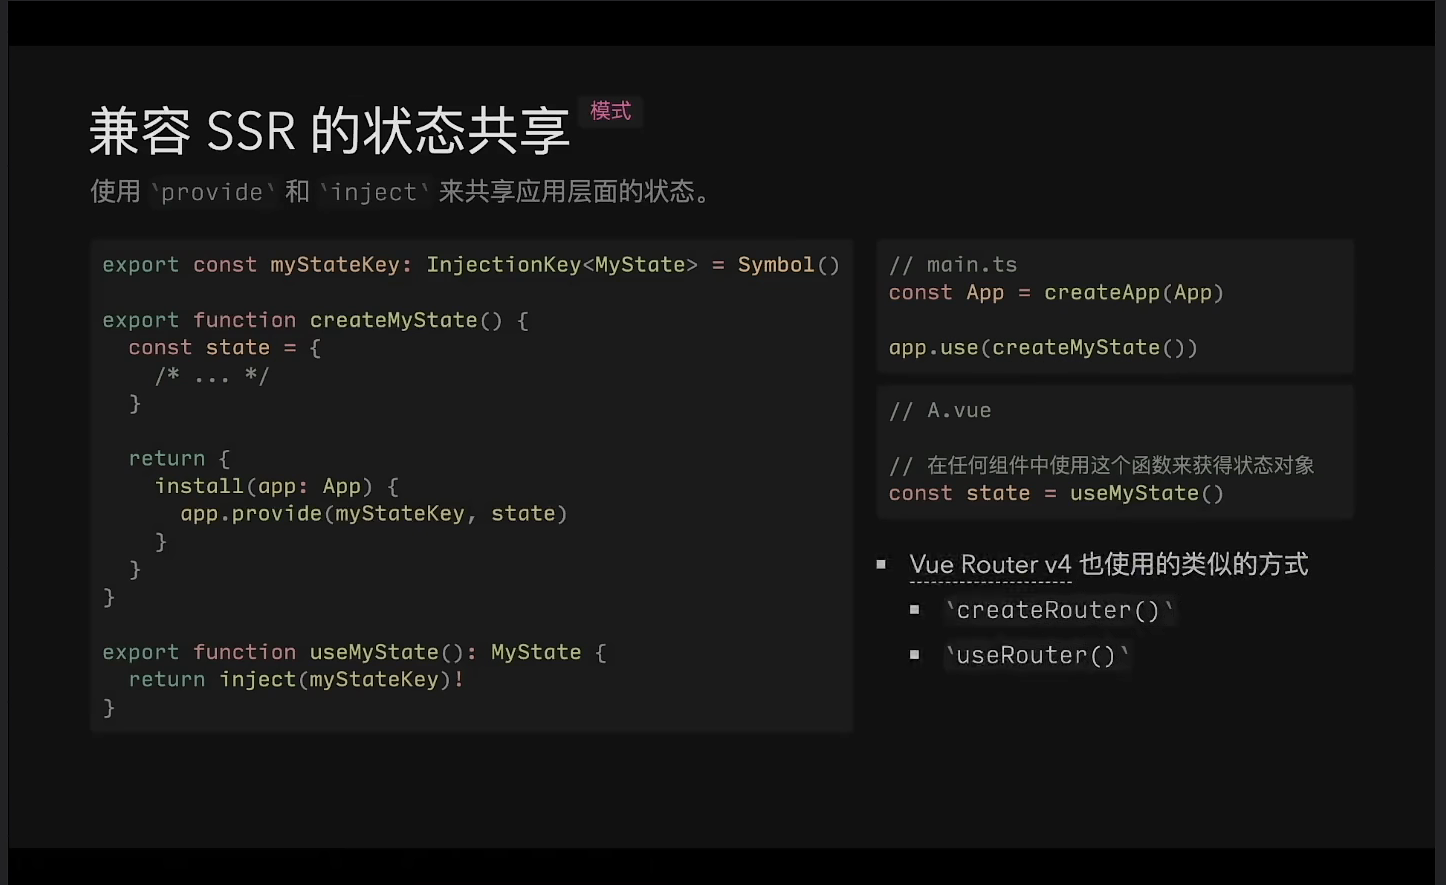 兼容 SSR 的状态共享 模式
使用 `provide` 和 `inject` 来共享应用层面的状态。
export const myStateKey: InjectionKey<MyState> = Symbol()
export function createMyState() {
  const state = {
    /* ... */
  }
  return {
    install(app: App) {
      app.provide(myStateKey, state)
    }
  }
}
export function useMyState(): MyState {
  return inject(myStateKey)!
}
// main.ts
const App = createApp(App)
app.use(createMyState())
// A.vue
// 在任何组件中使用这个函数来获得状态对象
const state = useMyState()
Vue Router v4 也使用的类似的方式
`createRouter()`
`useRouter()`